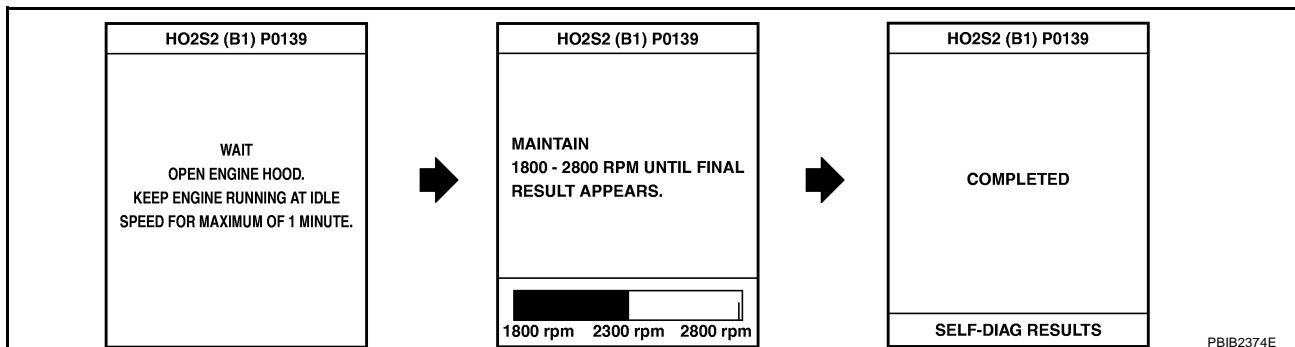 HO2S2 (B1) P0139
WAIT
OPEN ENGINE HOOD.
KEEP ENGINE RUNNING AT IDLE
SPEED FOR MAXIMUM OF 1 MINUTE.
HO2S2 (B1) P0139
MAINTAIN
1800 - 2800 RPM UNTIL FINAL
RESULT APPEARS.
1800 rpm 2300 rpm 2800 rpm
HO2S2 (B1) P0139
COMPLETED
SELF-DIAG RESULTS
PBIB2374E